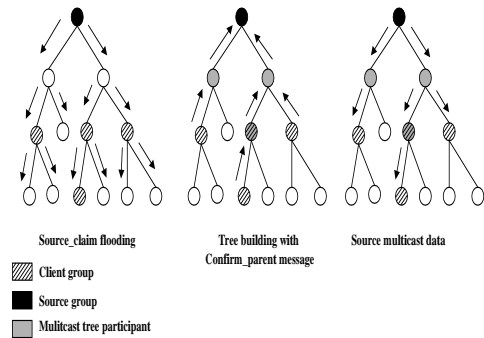 Source_claim flooding
Tree building with
Confirm_parent message
Source multicast data
Client group
Source group
Mulitcast tree participant